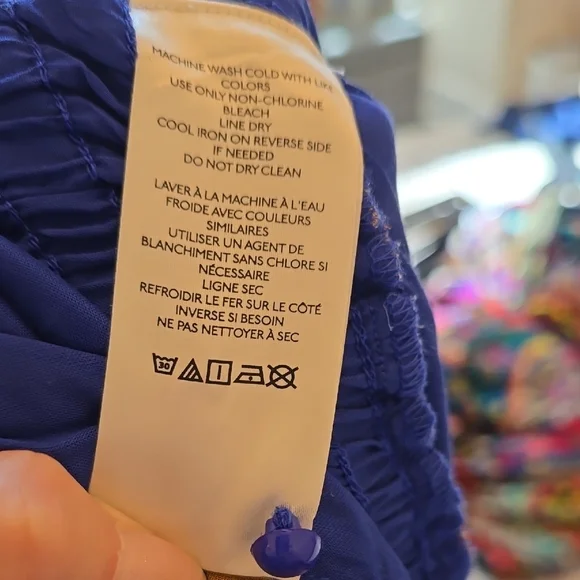 MACHINE WASH COLD WITH LIKE
COLORS
USE ONLY NON-CHLORINE
BLEACH
LINE DRY
COOL IRON ON REVERSE SIDE
IF NEEDED
DO NOT DRY CLEAN
LAVER À LA MACHINE À L'EAU
FROIDE AVEC COULEURS
SIMILAIRES
UTILISER UN AGENT DE
BLANCHIMENT SANS CHLORE SI
NÉCESSAIRE
LIGNE SEC
REFROIDIR LE FER SUR LE CÔTÉ
INVERSE SI BESOIN
NE PAS NETTOYER À SEC
30